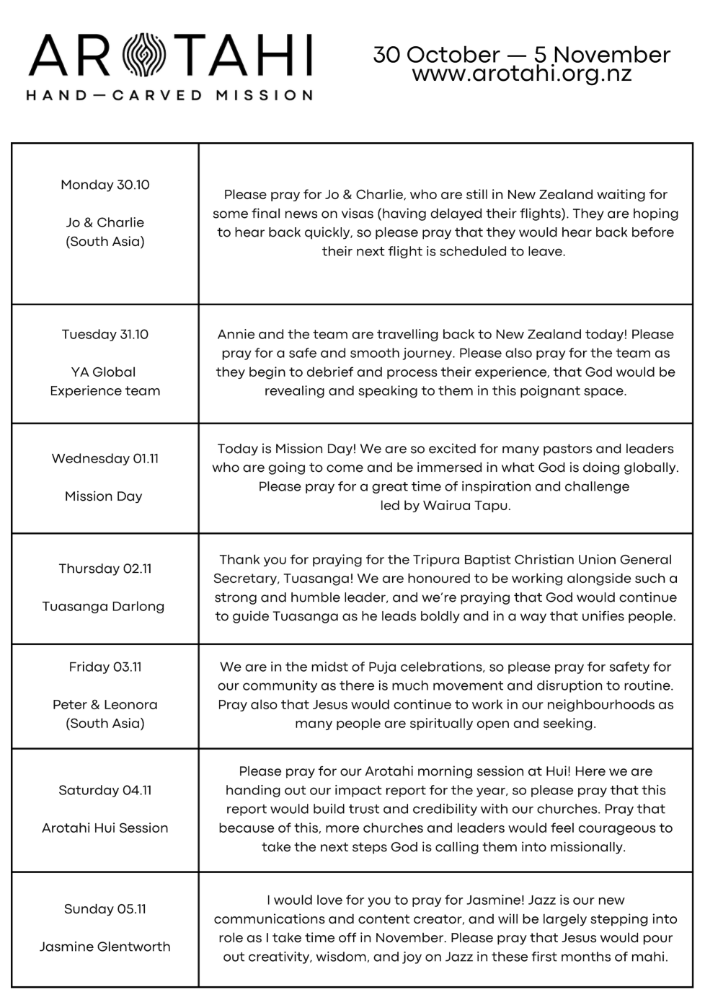 AROTAHI
HAND—CARVED MISSION
30 October — 5 November
www.arotahi.org.nz
Monday 30.10
Jo & Charlie
(South Asia)
Please pray for Jo & Charlie, who are still in New Zealand waiting for
some final news on visas (having delayed their flights). They are hoping
to hear back quickly, so please pray that they would hear back before
their next flight is scheduled to leave.
Tuesday 31.10
YA Global
Experience team
Annie and the team are travelling back to New Zealand today! Please
pray for a safe and smooth journey. Please also pray for the team as
they begin to debrief and process their experience, that God would be
revealing and speaking to them in this poignant space.
Wednesday 01.11
Mission Day
Today is Mission Day! We are so excited for many pastors and leaders
who are going to come and be immersed in what God is doing globally.
Please pray for a great time of inspiration and challenge
led by Wairua Tapu.
Thursday 02.11
Tuasanga Darlong
Thank you for praying for the Tripura Baptist Christian Union General
Secretary, Tuasanga! We are honoured to be working alongside such a
strong and humble leader, and we're praying that God would continue
to guide Tuasanga as he leads boldly and in a way that unifies people.
Friday 03.11
Peter & Leonora
(South Asia)
We are in the midst of Puja celebrations, so please pray for safety for
our community as there is much movement and disruption to routine.
Pray also that Jesus would continue to work in our neighbourhoods as
many people are spiritually open and seeking.
Saturday 04.11
Arotahi Hui Session
Please pray for our Arotahi morning session at Hui! Here we are
handing out our impact report for the year, so please pray that this
report would build trust and credibility with our churches. Pray that
because of this, more churches and leaders would feel courageous to
take the next steps God is calling them into missionally.
Sunday 05.11
Jasmine Glentworth
I would love for you to pray for Jasmine! Jazz is our new
communications and content creator, and will be largely stepping into
role as I take time off in November. Please pray that Jesus would pour
out creativity, wisdom, and joy on Jazz in these first months of mahi.